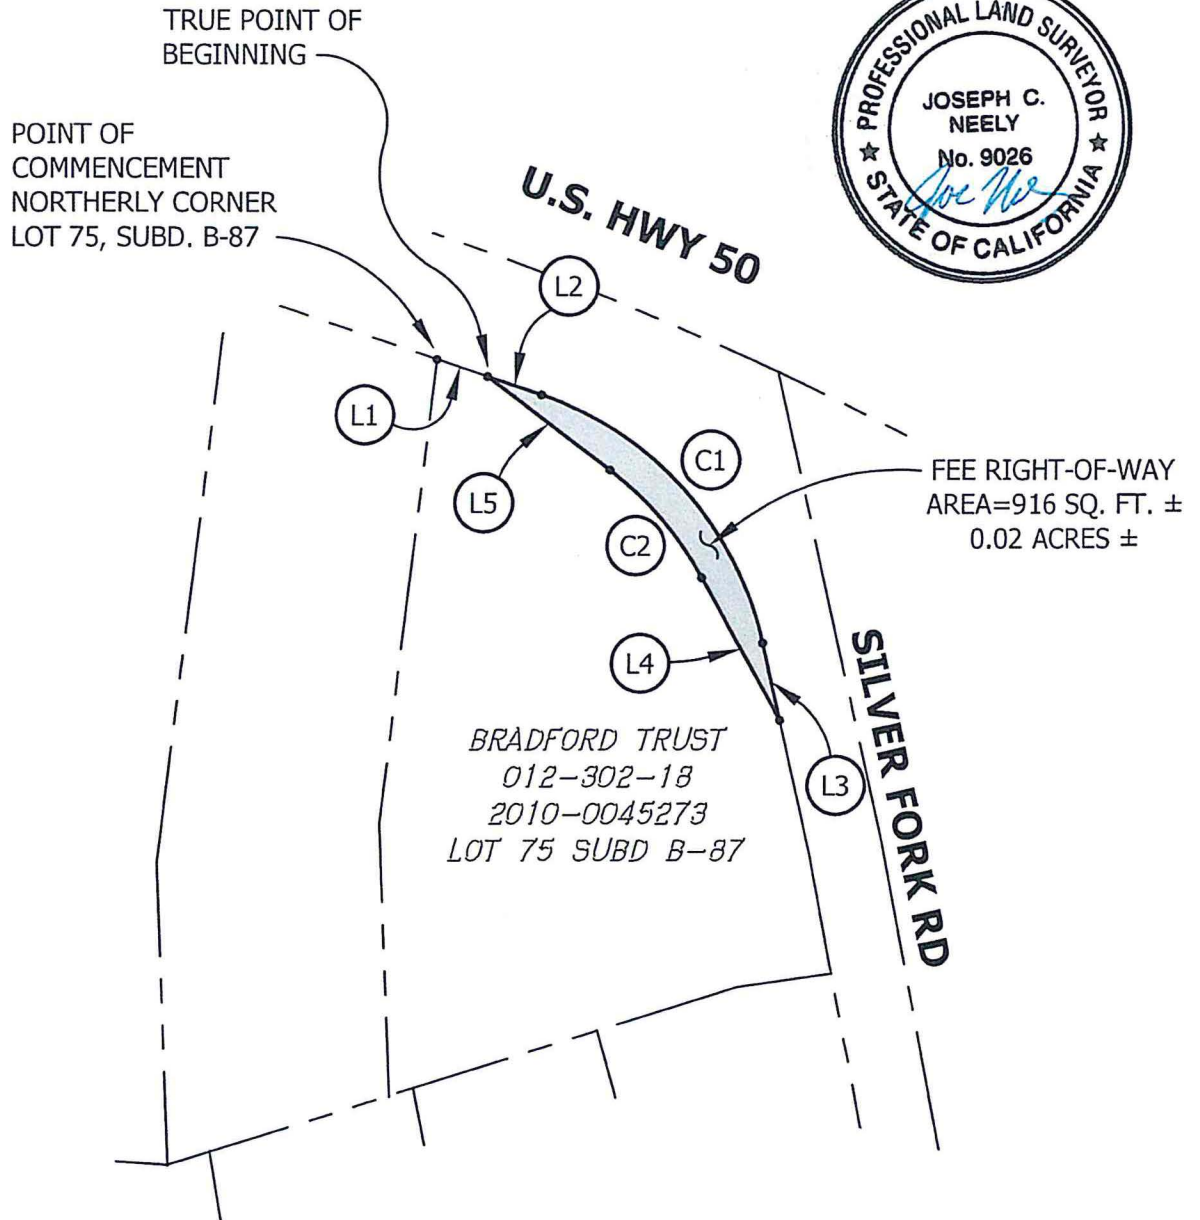 TRUE POINT OF
BEGINNING
POINT OF
COMMENCEMENT
NORTHERLY CORNER
LOT 75, SUBD. B-87
PROFESSIONAL LAND SURVEYOR
JOSEPH C.
NEELY
No. 9026
STATE OF CALIFORNIA
U.S. HWY 50
L2
L1
C1
L5
FEE RIGHT-OF-WAY
AREA=916 SQ. FT. ±
0.02 ACRES ±
C2
L4
SILVER FORK RD
BRADFORD TRUST
012-302-18
2010-0045273
LOT 75 SUBD B-87
L3